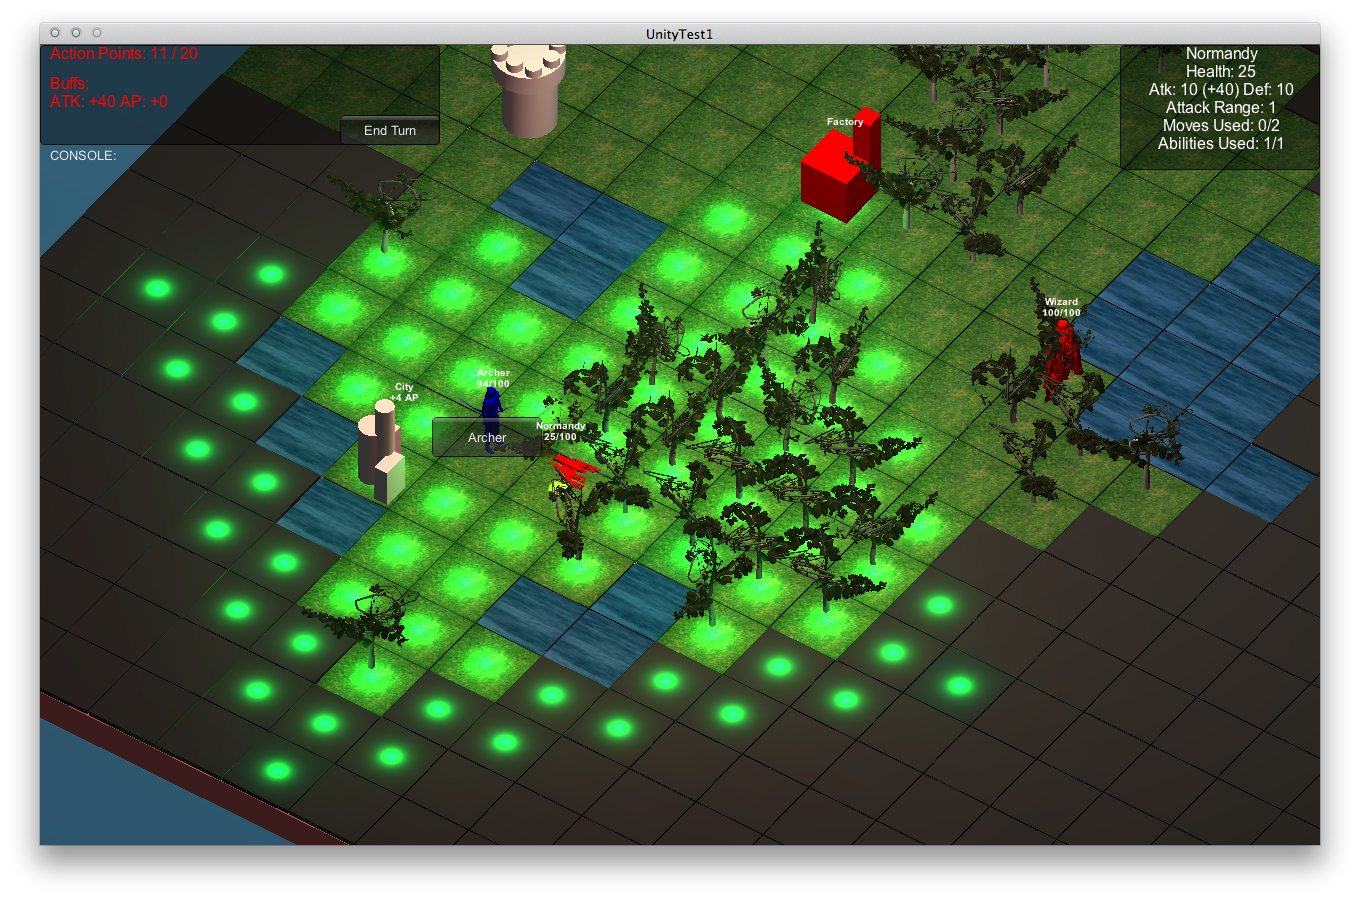 UnityTest1
Action Points: 11 / 20
Buffs:
ATK: +40 AP: +0
End Turn
CONSOLE:
Normandy
Health: 25
Atk: 10 (+40) Def: 10
Attack Range: 1
Moves Used: 0/2
Abilities Used: 1/1
Factory
Wizard
100/100
Archer
94/100
City
+4 AP
Archer
Normandy
25/100